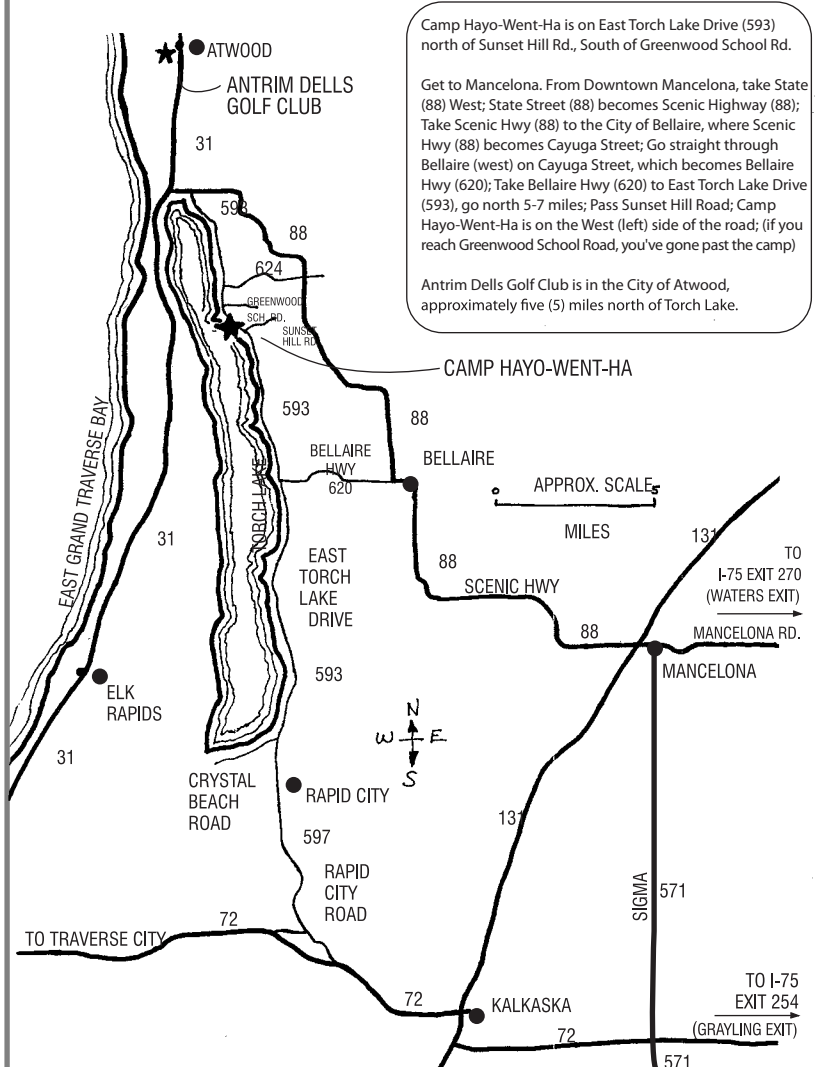 Camp Hayo-Went-Ha is on East Torch Lake Drive (593)
north of Sunset Hill Rd., South of Greenwood School Rd.
Get to Mancelona. From Downtown Mancelona, take State
(88) West; State Street (88) becomes Scenic Highway (88);
Take Scenic Hwy (88) to the City of Bellaire, where Scenic
Hwy (88) becomes Cayuga Street; Go straight through
Bellaire (west) on Cayuga Street, which becomes Bellaire
Hwy (620); Take Bellaire Hwy (620) to East Torch Lake Drive
(593), go north 5-7 miles; Pass Sunset Hill Road; Camp
Hayo-Went-Ha is on the West (left) side of the road; (if you
reach Greenwood School Road, you've gone past the camp)
Antrim Dells Golf Club is in the City of Atwood,
approximately five (5) miles north of Torch Lake.
ATWOOD
ANTRIM DELLS
GOLF CLUB
31
593
88
624
GREENWOOD
SCH. RD.
SUNSET
HILL RD
CAMP HAYO-WENT-HA
593
88
BELLAIRE
HWY
620
BELLAIRE
EAST GRAND TRAVERSE BAY
TORCH LAKE
31
APPROX. SCALE
0
5
MILES
131
TO
I-75 EXIT 270
(WATERS EXIT)
EAST
TORCH
LAKE
DRIVE
88
SCENIC HWY
88
MANCELONA RD.
MANCELONA
593
ELK
RAPIDS
31
N
W E
S
CRYSTAL
BEACH
ROAD
RAPID CITY
597
131
RAPID
CITY
ROAD
SIGMA
571
72
TO TRAVERSE CITY
72
KALKASKA
TO I-75
EXIT 254
(GRAYLING EXIT)
72
571